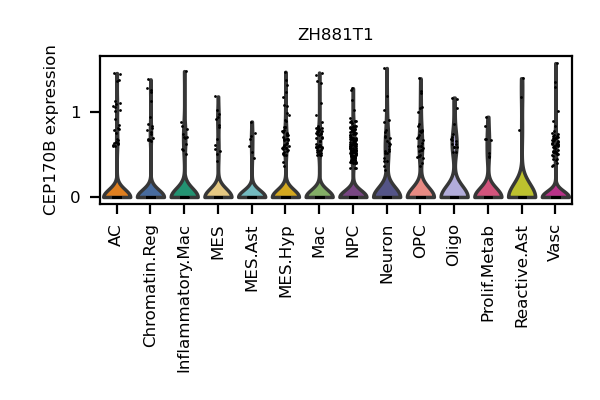 ZH881T1
CEP170B expression
1
0
AC
Chromatin.Reg
Inflammatory.Mac
MES
MES.Ast
MES.Hyp
Mac
NPC
Neuron
OPC
Oligo
Prolif.Metab
Reactive.Ast
Vasc